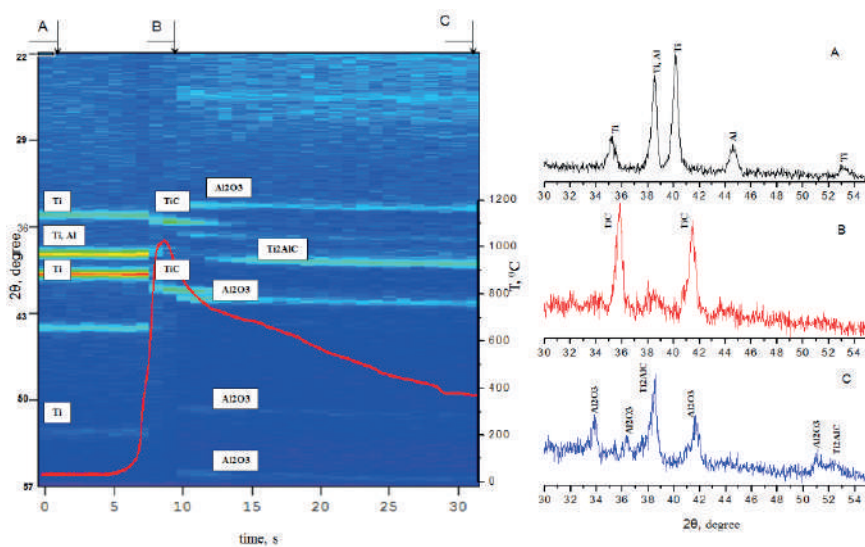 A B C
22
29
36
43
50
57
2θ, degree
Ti
TiC
Al2O3
Ti, Al
Ti2AlC
Ti
TiC
Al2O3
Ti
Al2O3
Al2O3
0 5 10 15 20 25 30
time, s
1200
1000
800
600
400
200
0
T, °C
A
Ti
Ti, Al
Ti
Al
Ti
30 32 34 36 38 40 42 44 46 48 50 52 54
B
TiC
TiC
30 32 34 36 38 40 42 44 46 48 50 52 54
C
Al2O3
Al2O3
Ti2AlC
Al2O3
Al2O3
Ti2AlC
30 32 34 36 38 40 42 44 46 48 50 52 54
2θ, degree